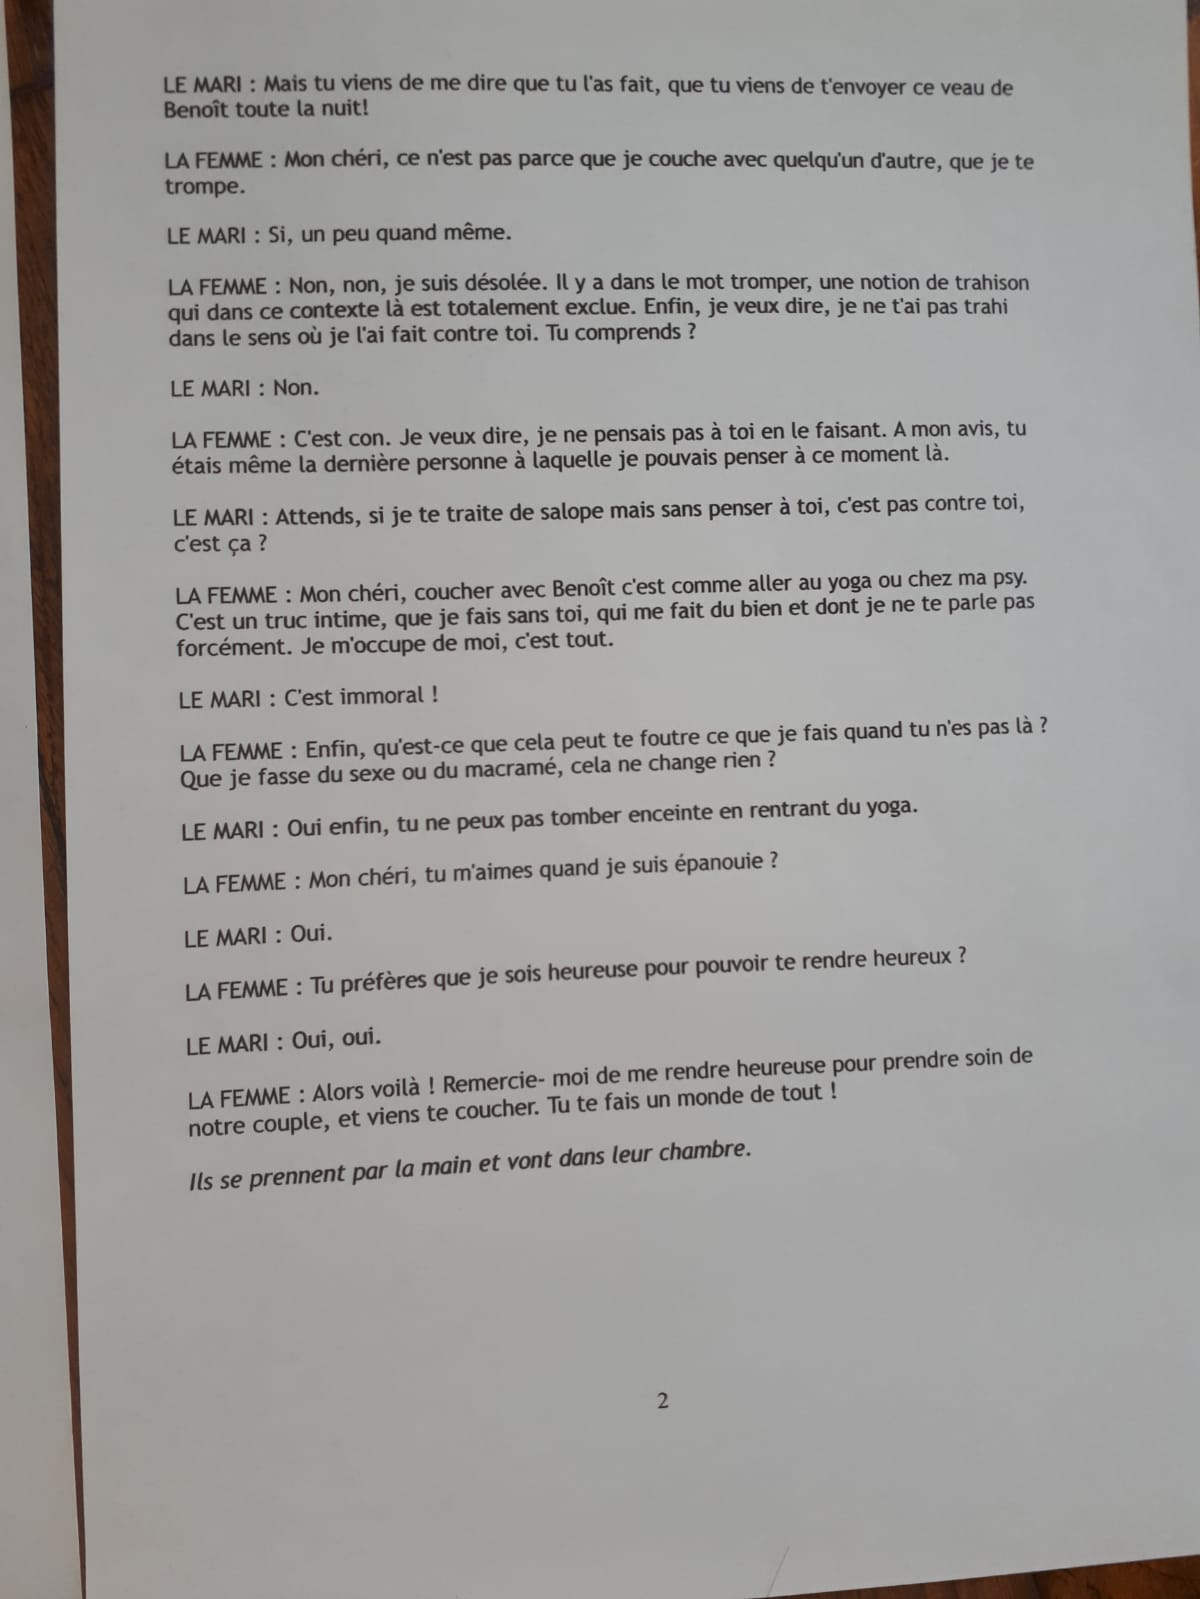 LE MARI : Mais tu viens de me dire que tu l'as fait, que tu viens de t'envoyer ce veau de
Benoît toute la nuit!
LA FEMME : Mon chéri, ce n'est pas parce que je couche avec quelqu'un d'autre, que je te
trompe.
LE MARI : Si, un peu quand même.
LA FEMME : Non, non, je suis désolée. Il y a dans le mot tromper, une notion de trahison
qui dans ce contexte là est totalement exclue. Enfin, je veux dire, je ne t'ai pas trahi
dans le sens où je l'ai fait contre toi. Tu comprends ?
LE MARI : Non.
LA FEMME : C'est con. Je veux dire, je ne pensais pas à toi en le faisant. A mon avis, tu
étais même la dernière personne à laquelle je pouvais penser à ce moment là.
LE MARI : Attends, si je te traite de salope mais sans penser à toi, c'est pas contre toi,
c'est ça ?
LA FEMME : Mon chéri, coucher avec Benoît c'est comme aller au yoga ou chez ma psy.
C'est un truc intime, que je fais sans toi, qui me fait du bien et dont je ne te parle pas
forcément. Je m'occupe de moi, c'est tout.
LE MARI : C'est immoral !
LA FEMME : Enfin, qu'est-ce que cela peut te foutre ce que je fais quand tu n'es pas là ?
Que je fasse du sexe ou du macramé, cela ne change rien ?
LE MARI : Oui enfin, tu ne peux pas tomber enceinte en rentrant du yoga.
LA FEMME : Mon chéri, tu m'aimes quand je suis épanouie ?
LE MARI : Oui.
LA FEMME : Tu préfères que je sois heureuse pour pouvoir te rendre heureux ?
LE MARI : Oui, oui.
LA FEMME : Alors voilà ! Remercie- moi de me rendre heureuse pour prendre soin de
notre couple, et viens te coucher. Tu te fais un monde de tout !
Ils se prennent par la main et vont dans leur chambre.
2